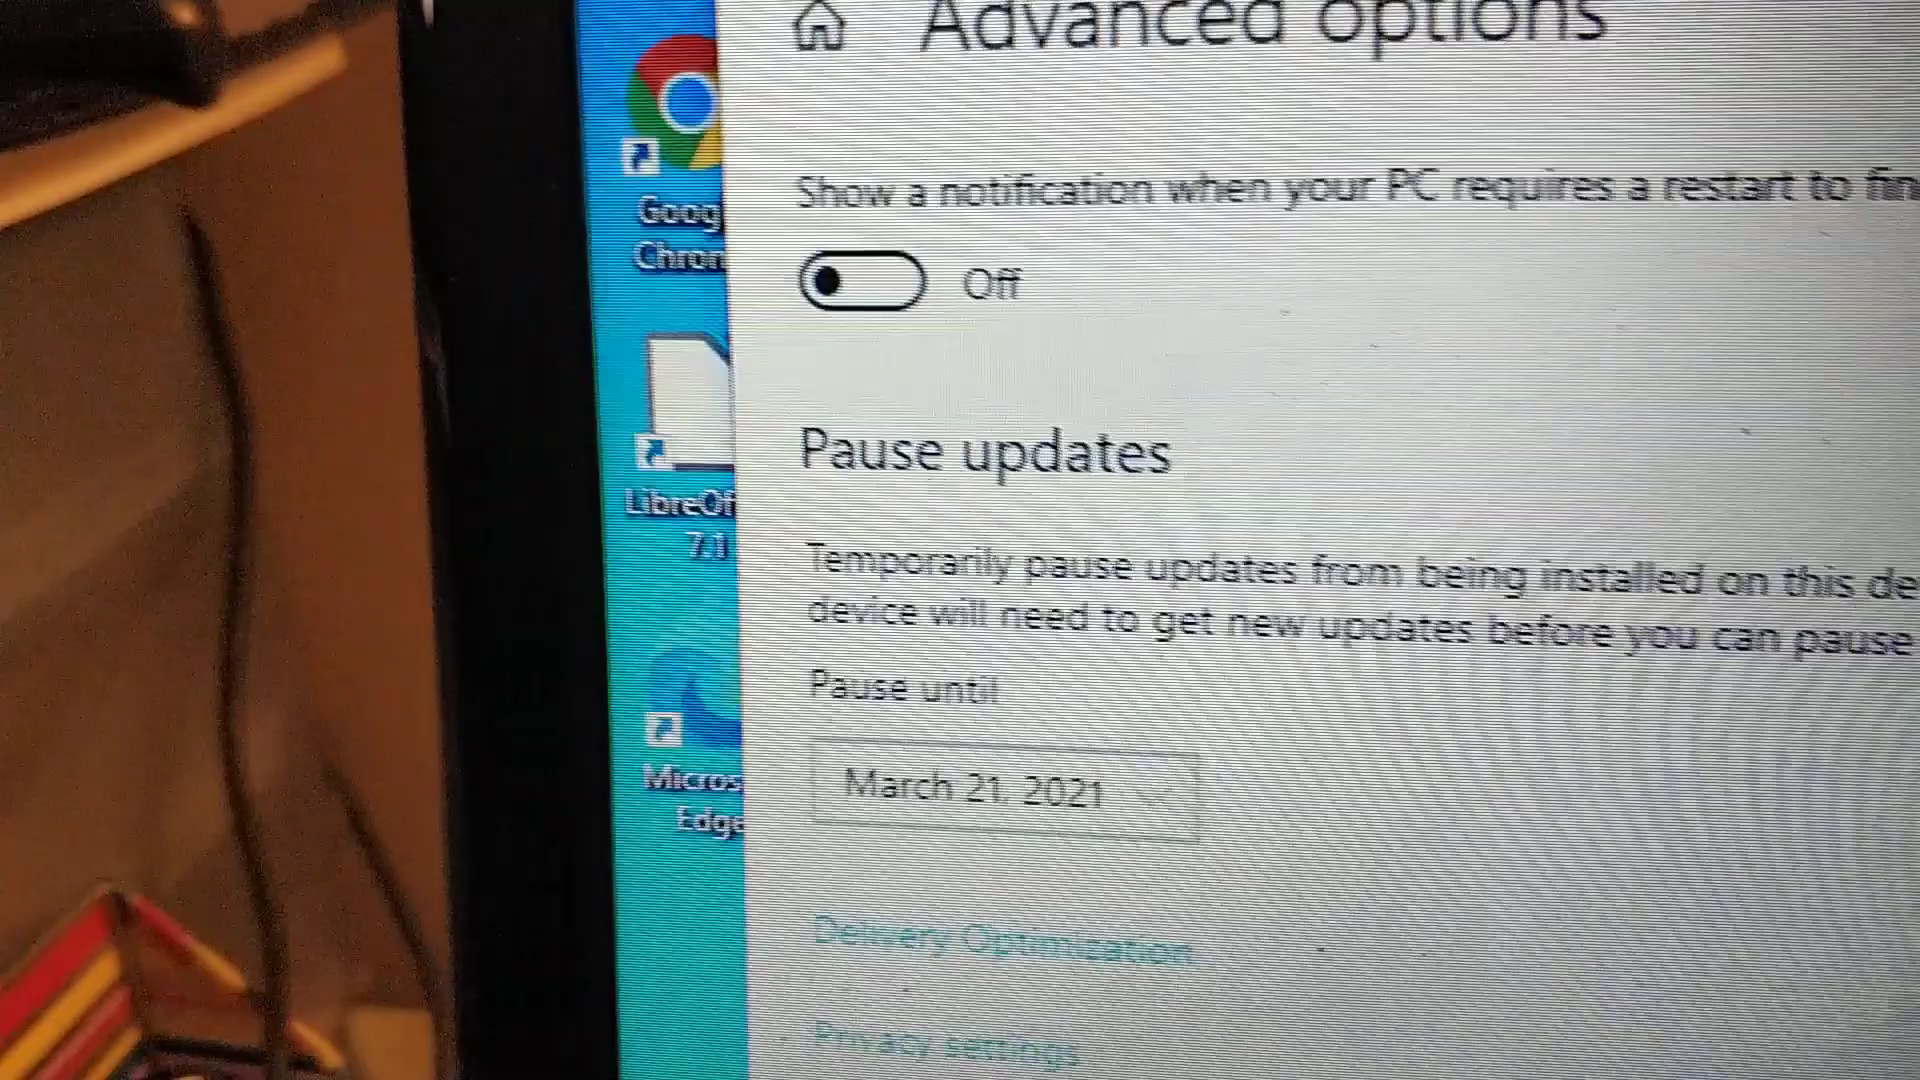 Advanced options
Goog
Chron
Show a notification when your PC requires a restart to fin
Off
LibreOf
7.1
Pause updates
Temporarily pause updates from being installed on this de
device will need to get new updates before you can pause
Pause until
March 21, 2021
Micros
Edge
Delivery Optimization
Privacy settings